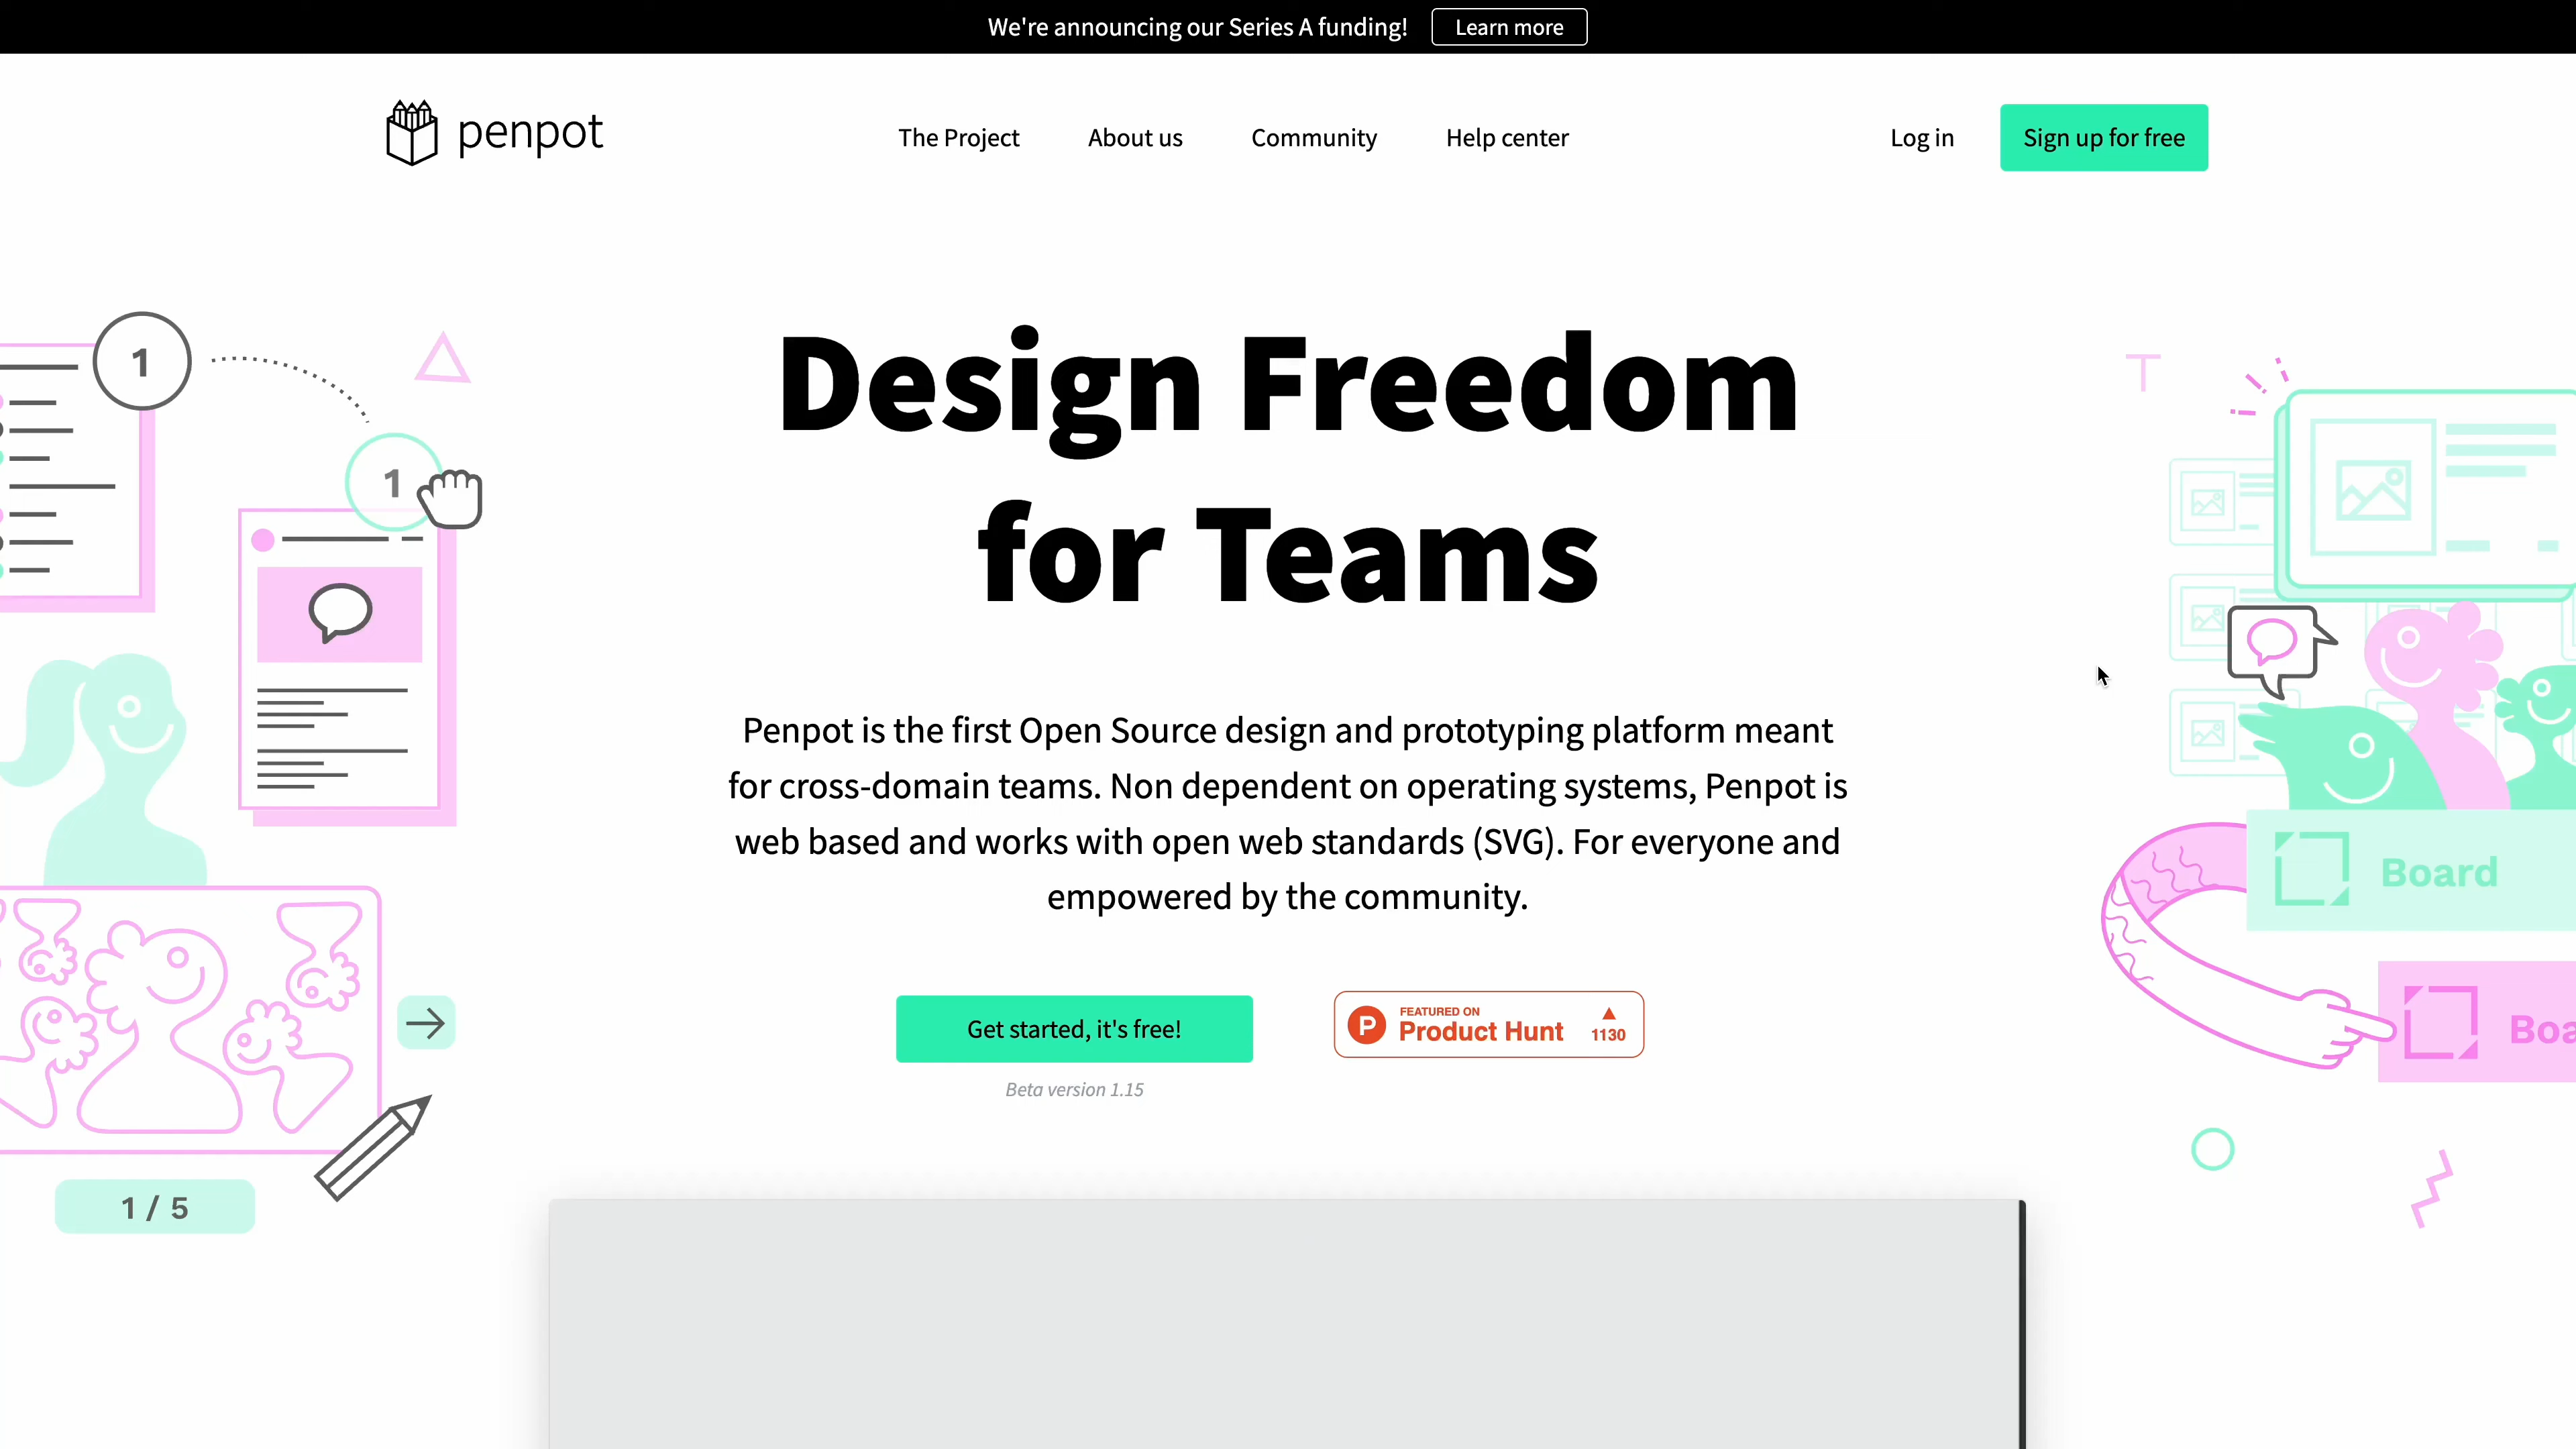 We're announcing our Series A funding! Learn more
penpot
The Project About us Community Help center Log in Sign up for free
Design Freedom
for Teams
Penpot is the first Open Source design and prototyping platform meant
for cross-domain teams. Non dependent on operating systems, Penpot is
web based and works with open web standards (SVG). For everyone and
empowered by the community.
Get started, it's free!
Beta version 1.15
P FEATURED ON
Product Hunt 1130
1
1
1 / 5
T
Board
Boa